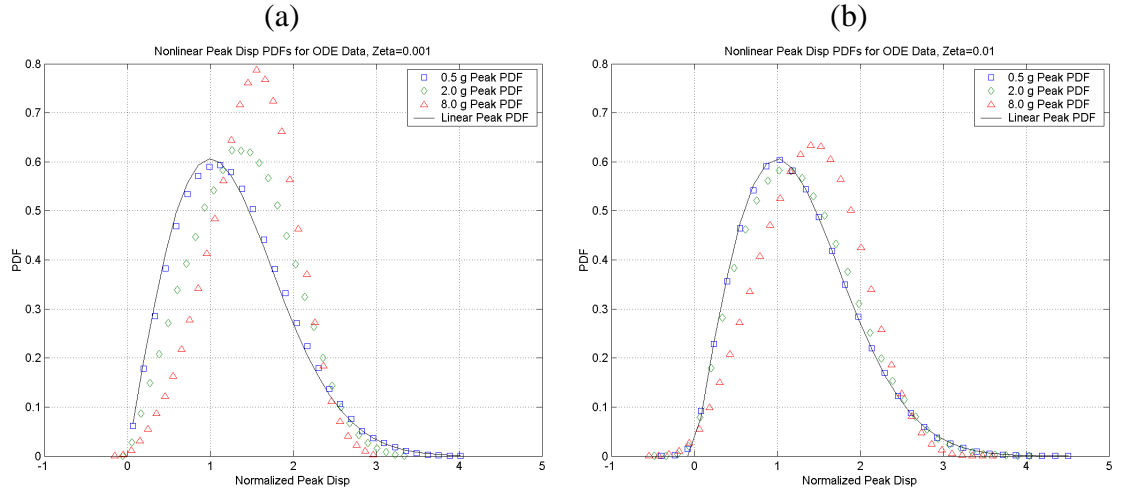 (a)
Nonlinear Peak Disp PDFs for ODE Data, Zeta=0.001
0.8
0.7
0.6
0.5
0.4
0.3
0.2
0.1
0
PDF
0.5 g Peak PDF
2.0 g Peak PDF
8.0 g Peak PDF
Linear Peak PDF
-1 0 1 2 3 4 5
Normalized Peak Disp
(b)
Nonlinear Peak Disp PDFs for ODE Data, Zeta=0.01
0.8
0.7
0.6
0.5
0.4
0.3
0.2
0.1
0
PDF
0.5 g Peak PDF
2.0 g Peak PDF
8.0 g Peak PDF
Linear Peak PDF
-1 0 1 2 3 4 5
Normalized Peak Disp